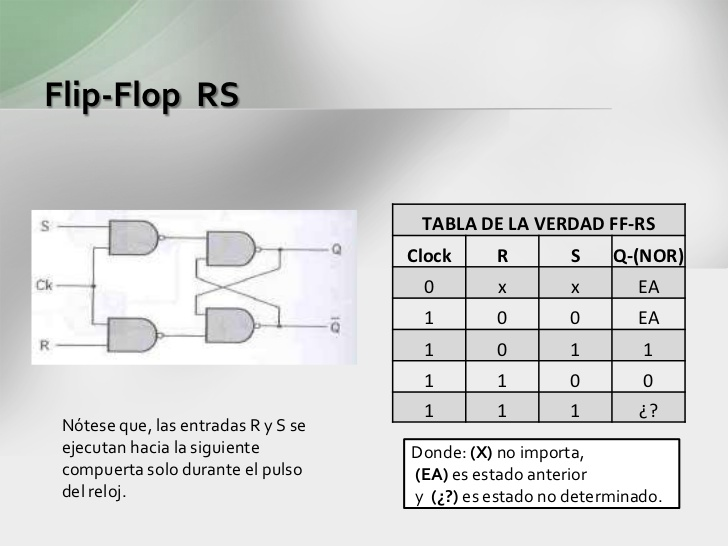 Flip-Flop RS
S
Ck
R
Q
Q̅
TABLA DE LA VERDAD FF-RS
Clock R S Q-(NOR)
0 x x EA
1 0 0 EA
1 0 1 1
1 1 0 0
1 1 1 ¿?
Nótese que, las entradas R y S se
ejecutan hacia la siguiente
compuerta solo durante el pulso
del reloj.
Donde: (X) no importa,
(EA) es estado anterior
y (¿?) es estado no determinado.